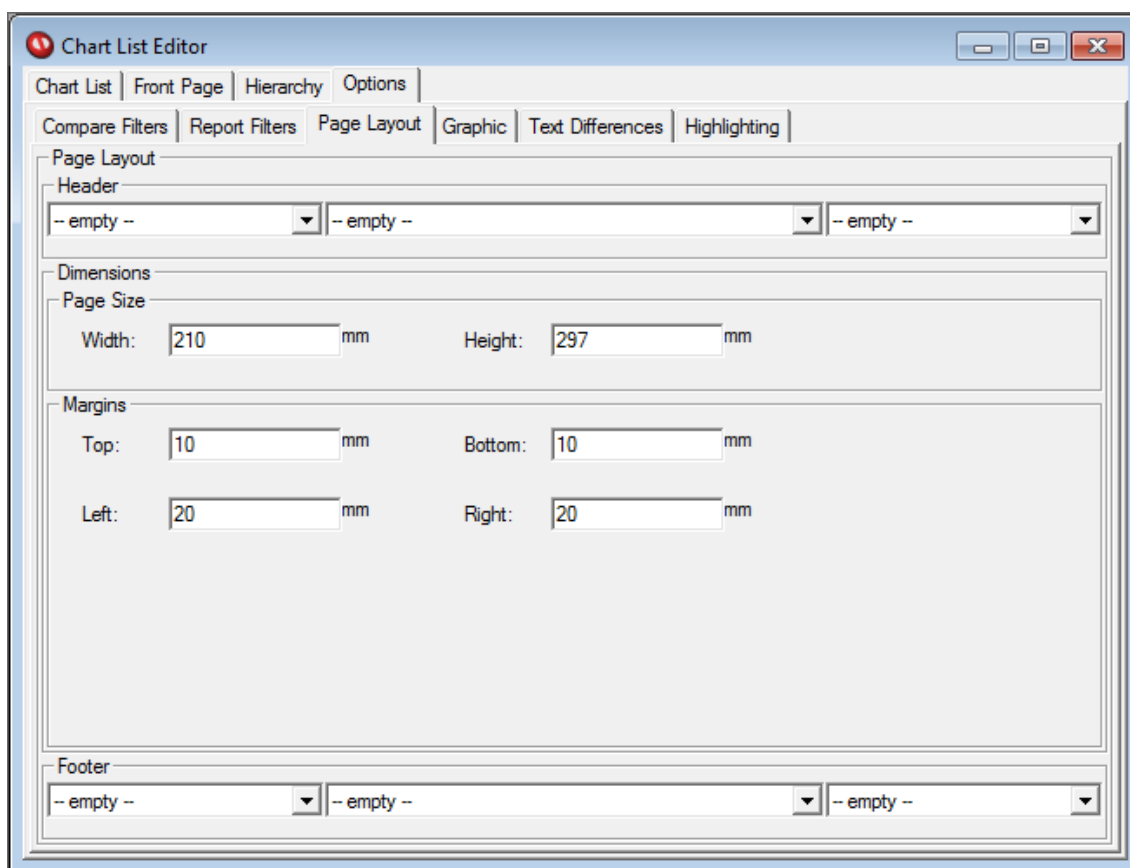 Chart List Editor
Chart List Front Page Hierarchy Options
Compare Filters Report Filters Page Layout Graphic Text Differences Highlighting
Page Layout
Header
-- empty -- -- empty -- -- empty --
Dimensions
Page Size
Width: 210 mm Height: 297 mm
Margins
Top: 10 mm Bottom: 10 mm
Left: 20 mm Right: 20 mm
Footer
-- empty -- -- empty -- -- empty --